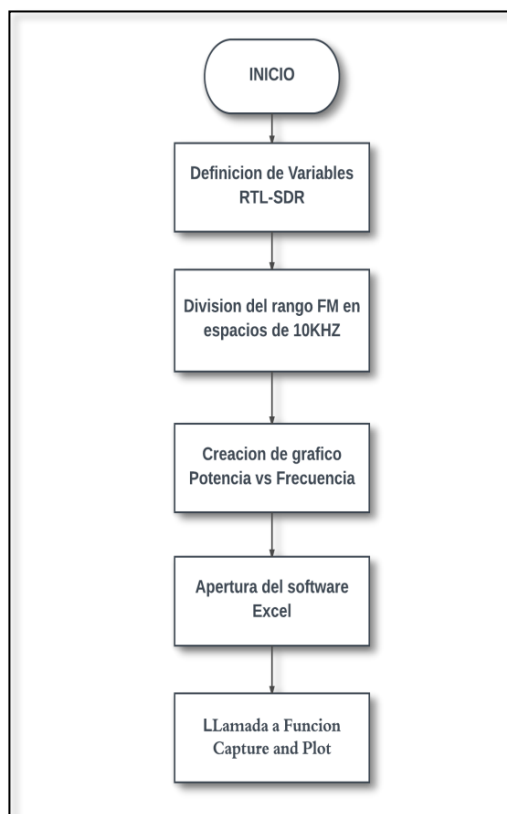 INICIO
Definicion de Variables
RTL-SDR
Division del rango FM en
espacios de 10KHZ
Creacion de grafico
Potencia vs Frecuencia
Apertura del software
Excel
LLamada a Funcion
Capture and Plot